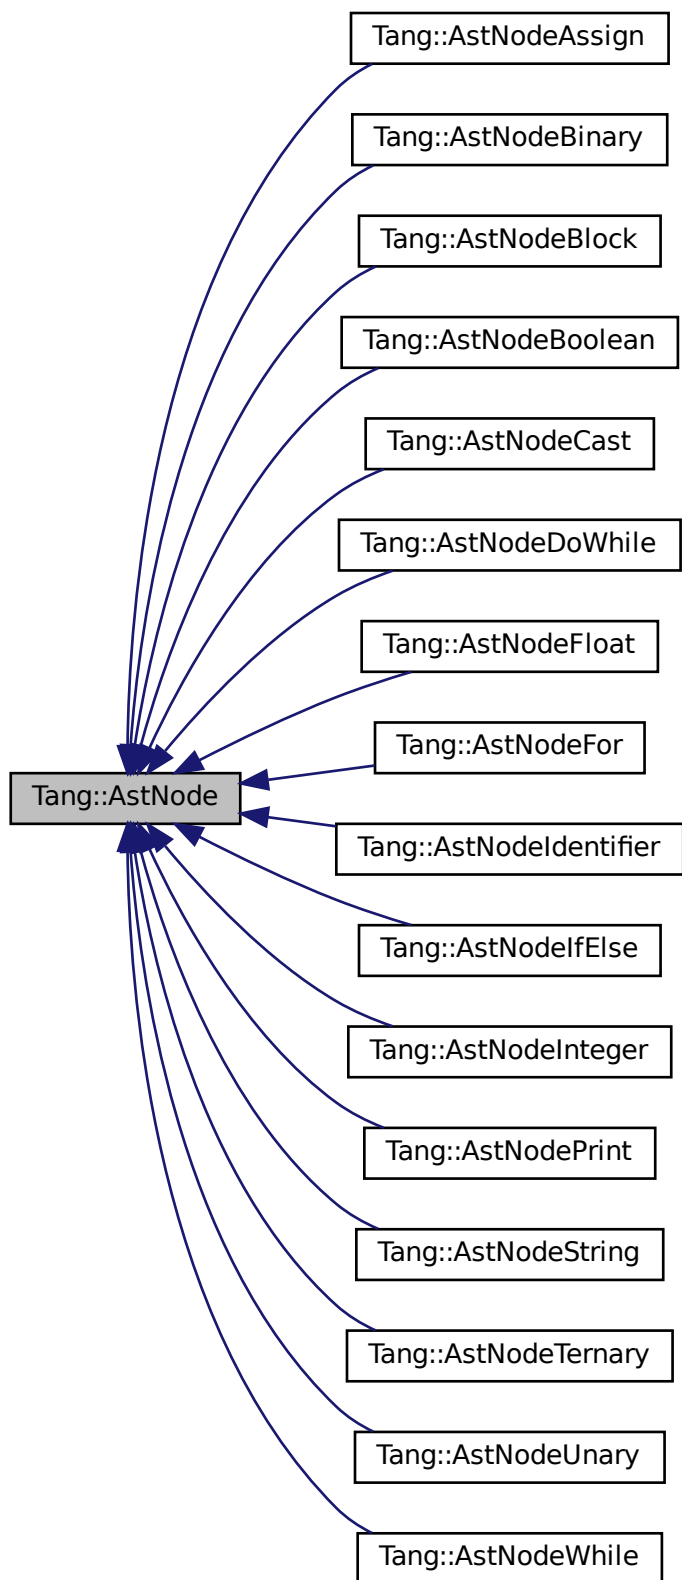 Tang::AstNodeAssign
Tang::AstNodeBinary
Tang::AstNodeBlock
Tang::AstNodeBoolean
Tang::AstNodeCast
Tang::AstNodeDoWhile
Tang::AstNodeFloat
Tang::AstNodeFor
Tang::AstNode
Tang::AstNodeIdentifier
Tang::AstNodeIfElse
Tang::AstNodeInteger
Tang::AstNodePrint
Tang::AstNodeString
Tang::AstNodeTernary
Tang::AstNodeUnary
Tang::AstNodeWhile